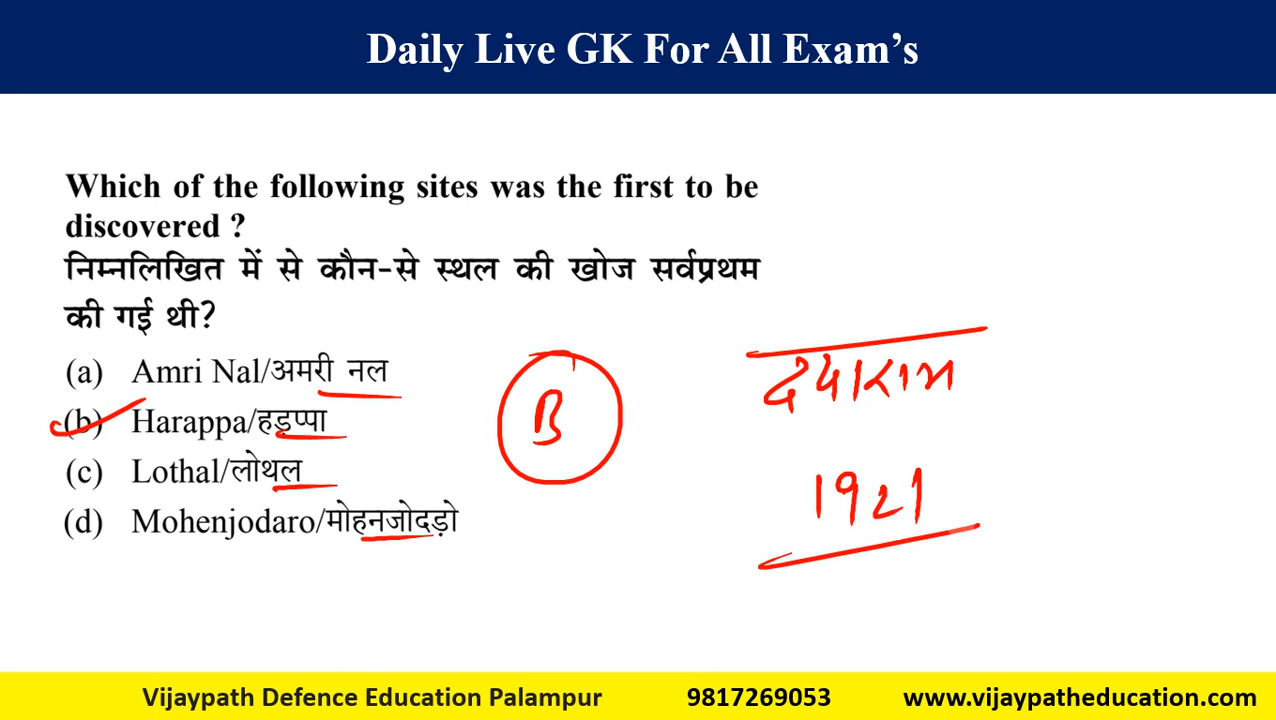 Daily Live GK For All Exam’s
Which of the following sites was the first to be
discovered ?
निम्नलिखित में से कौन-से स्थल की खोज सर्वप्रथम
की गई थी?
(a) Amri Nal/अमरी नल
(b) Harappa/हड़प्पा
(c) Lothal/लोथल
(d) Mohenjodaro/मोहनजोदड़ो
B
दयाराम
1921
Vijaypath Defence Education Palampur 9817269053 www.vijaypatheducation.com